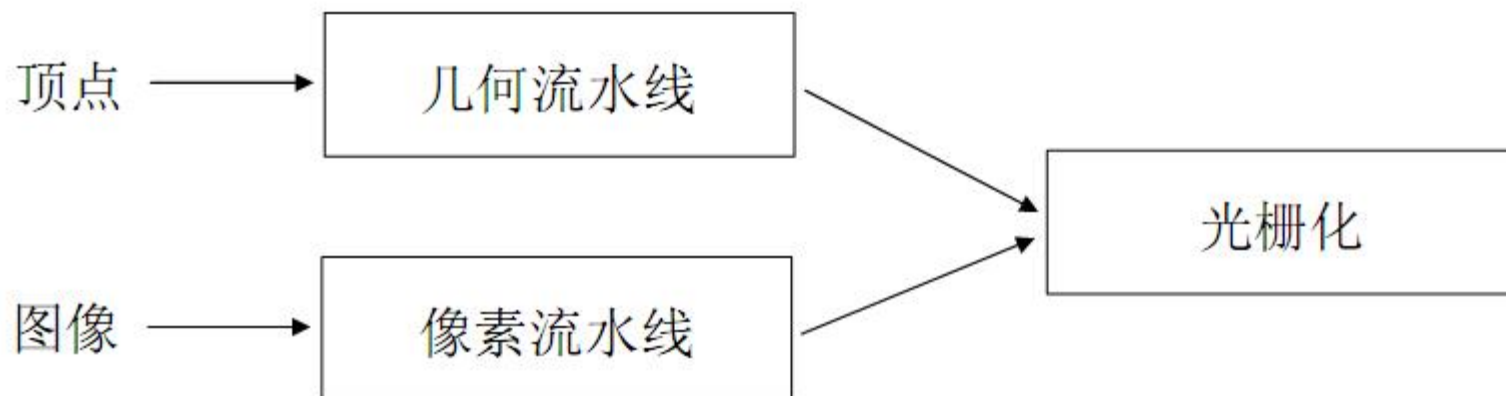 顶点
几何流水线
光栅化
图像
像素流水线